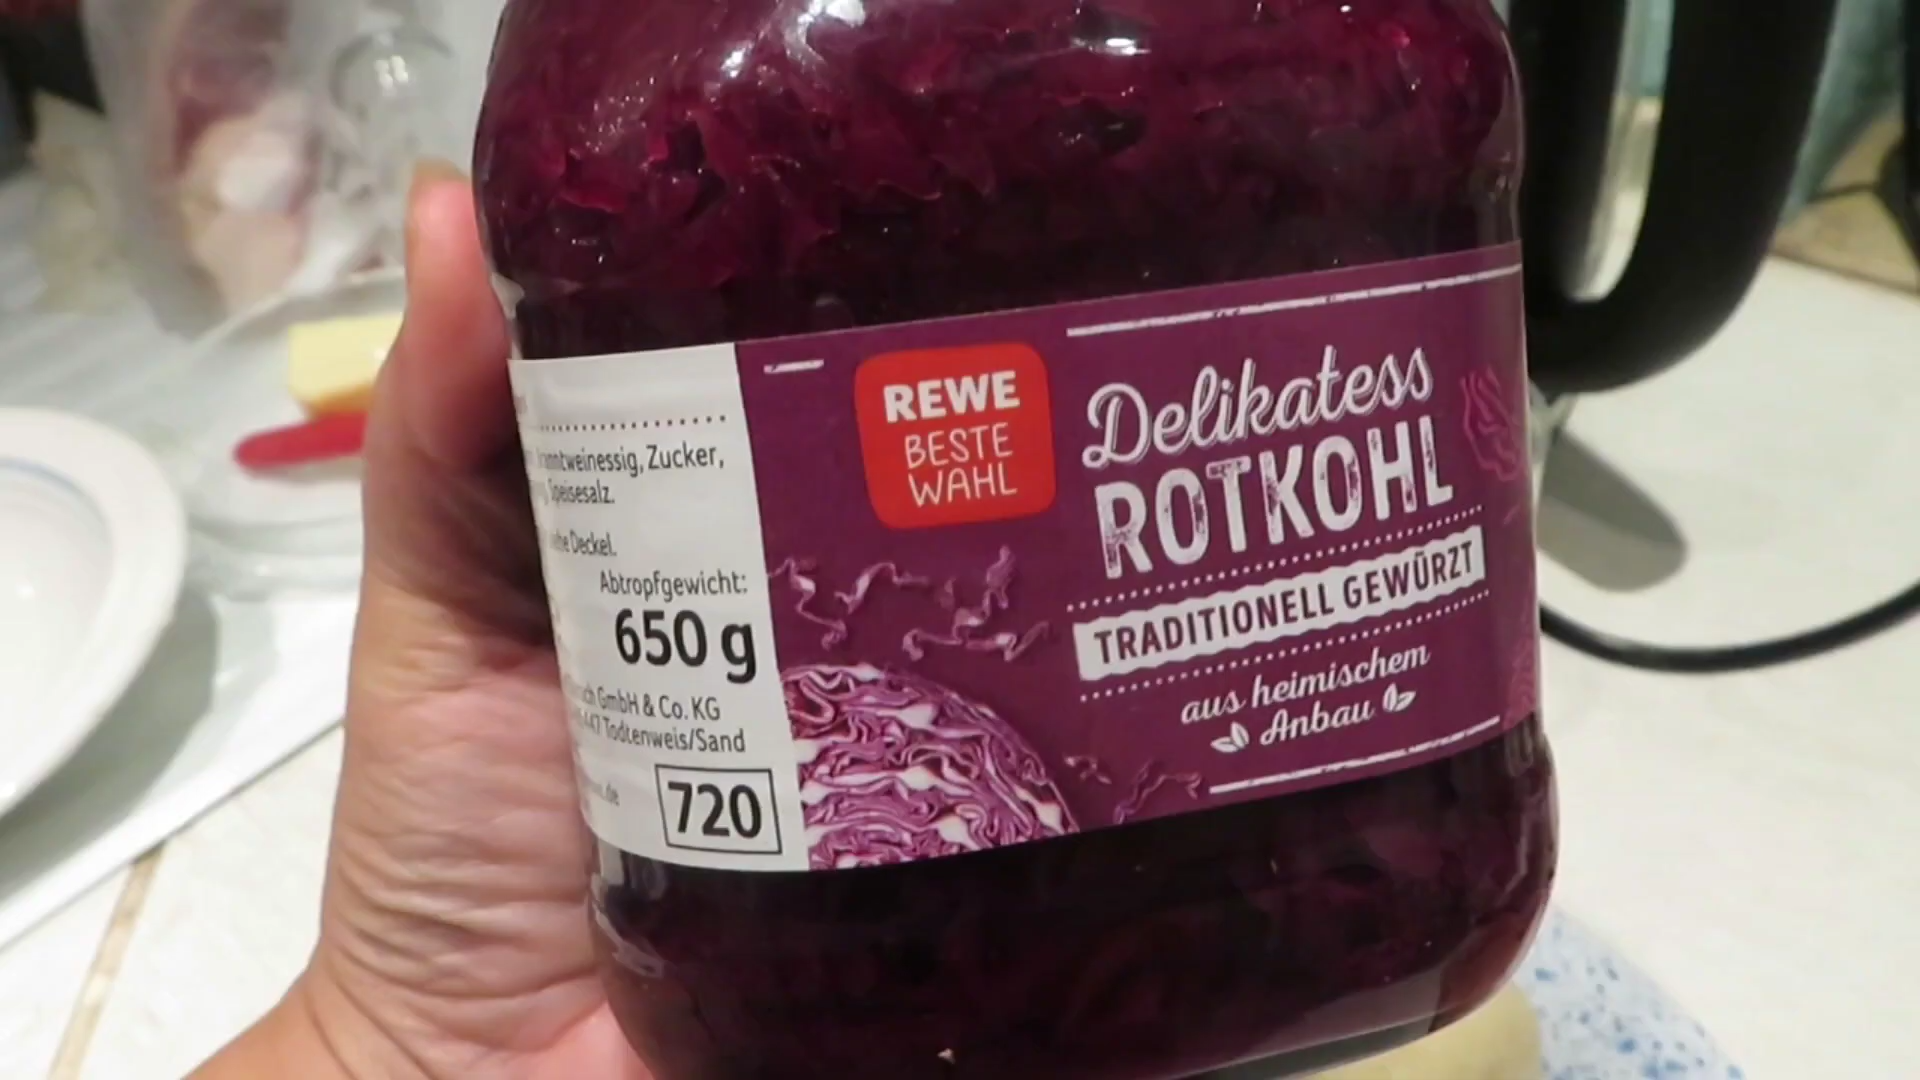 Zucker,
Speisesalz.
Deckel.
Abtropfgewicht:
650 g
GmbH & Co. KG
Todtenweis/Sand
720
REWE
BESTE
WAHL
Delikatess
ROTKOHL
TRADITIONELL GEWÜRZT
aus heimischem
Anbau